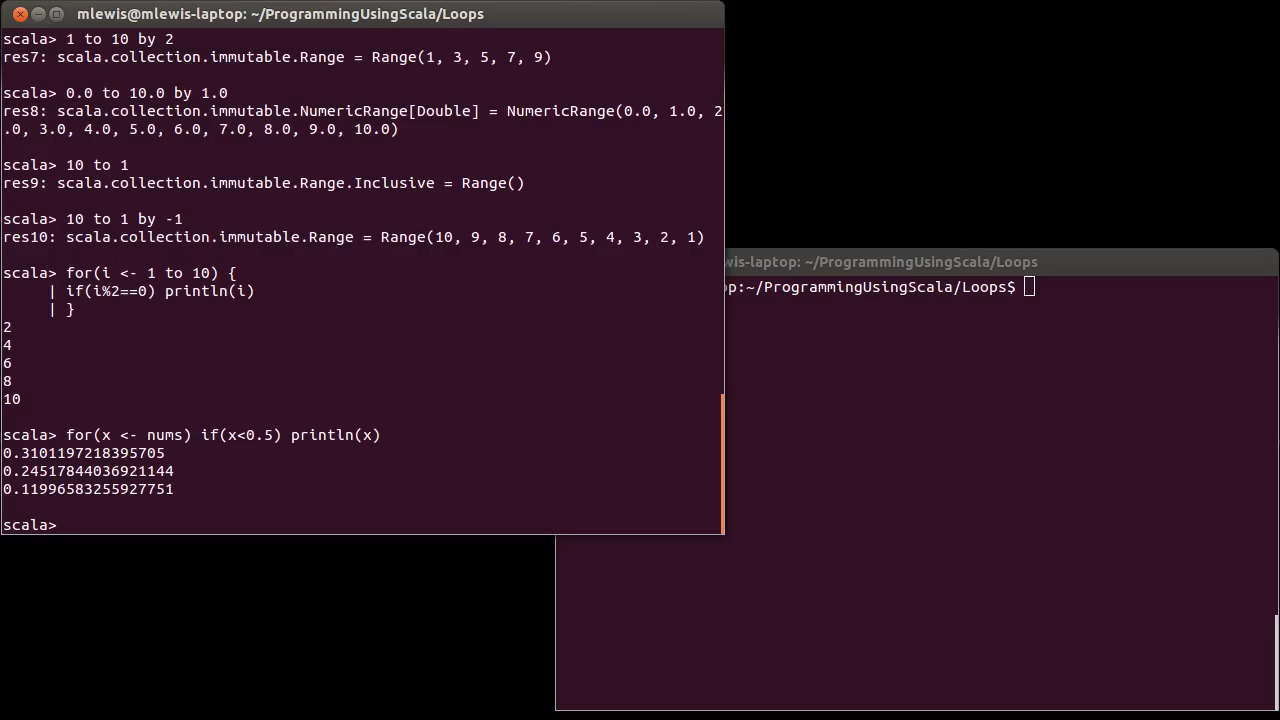 mlewis@mlewis-laptop: ~/ProgrammingUsingScala/Loops
scala> 1 to 10 by 2
res7: scala.collection.immutable.Range = Range(1, 3, 5, 7, 9)
scala> 0.0 to 10.0 by 1.0
res8: scala.collection.immutable.NumericRange[Double] = NumericRange(0.0, 1.0, 2
.0, 3.0, 4.0, 5.0, 6.0, 7.0, 8.0, 9.0, 10.0)
scala> 10 to 1
res9: scala.collection.immutable.Range.Inclusive = Range()
scala> 10 to 1 by -1
res10: scala.collection.immutable.Range = Range(10, 9, 8, 7, 6, 5, 4, 3, 2, 1)
scala> for(i <- 1 to 10) {
| if(i%2==0) println(i)
| }
2
4
6
8
10
scala> for(x <- nums) if(x<0.5) println(x)
0.3101197218395705
0.24517844036921144
0.11996583255927751
scala>
wis-laptop: ~/ProgrammingUsingScala/Loops
op:~/ProgrammingUsingScala/Loops$